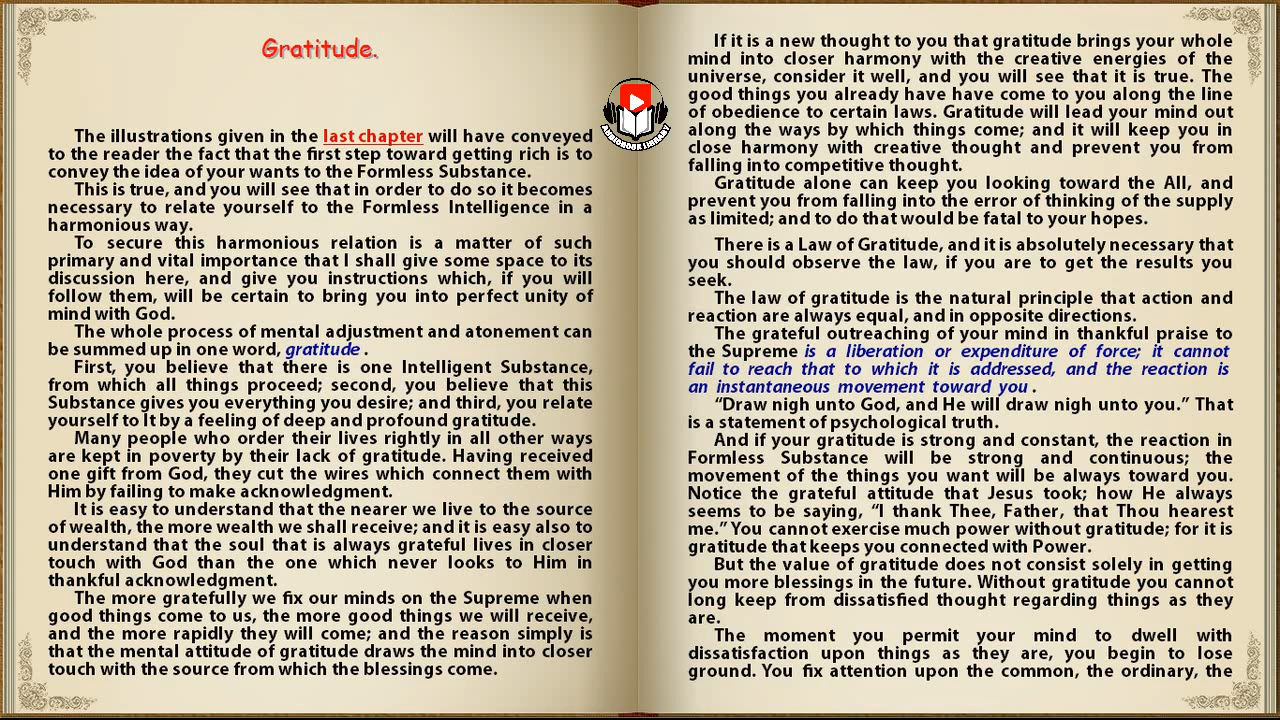 Gratitude.
The illustrations given in the last chapter will have conveyed
to the reader the fact that the first step toward getting rich is to
convey the idea of your wants to the Formless Substance.
This is true, and you will see that in order to do so it becomes
necessary to relate yourself to the Formless Intelligence in a
harmonious way.
To secure this harmonious relation is a matter of such
primary and vital importance that I shall give some space to its
discussion here, and give you instructions which, if you will
follow them, will be certain to bring you into perfect unity of
mind with God.
The whole process of mental adjustment and atonement can
be summed up in one word, gratitude .
First, you believe that there is one Intelligent Substance,
from which all things proceed; second, you believe that this
Substance gives you everything you desire; and third, you relate
yourself to It by a feeling of deep and profound gratitude.
Many people who order their lives rightly in all other ways
are kept in poverty by their lack of gratitude. Having received
one gift from God, they cut the wires which connect them with
Him by failing to make acknowledgment.
It is easy to understand that the nearer we live to the source
of wealth, the more wealth we shall receive; and it is easy also to
understand that the soul that is always grateful lives in closer
touch with God than the one which never looks to Him in
thankful acknowledgment.
The more gratefully we fix our minds on the Supreme when
good things come to us, the more good things we will receive,
and the more rapidly they will come; and the reason simply is
that the mental attitude of gratitude draws the mind into closer
touch with the source from which the blessings come.
AUDIOBOOK LIBRARY
If it is a new thought to you that gratitude brings your whole
mind into closer harmony with the creative energies of the
universe, consider it well, and you will see that it is true. The
good things you already have have come to you along the line
of obedience to certain laws. Gratitude will lead your mind out
along the ways by which things come; and it will keep you in
close harmony with creative thought and prevent you from
falling into competitive thought.
Gratitude alone can keep you looking toward the All, and
prevent you from falling into the error of thinking of the supply
as limited; and to do that would be fatal to your hopes.
There is a Law of Gratitude, and it is absolutely necessary that
you should observe the law, if you are to get the results you
seek.
The law of gratitude is the natural principle that action and
reaction are always equal, and in opposite directions.
The grateful outreaching of your mind in thankful praise to
the Supreme is a liberation or expenditure of force; it cannot
fail to reach that to which it is addressed, and the reaction is
an instantaneous movement toward you .
“Draw nigh unto God, and He will draw nigh unto you.” That
is a statement of psychological truth.
And if your gratitude is strong and constant, the reaction in
Formless Substance will be strong and continuous; the
movement of the things you want will be always toward you.
Notice the grateful attitude that Jesus took; how He always
seems to be saying, “I thank Thee, Father, that Thou hearest
me.” You cannot exercise much power without gratitude; for it is
gratitude that keeps you connected with Power.
But the value of gratitude does not consist solely in getting
you more blessings in the future. Without gratitude you cannot
long keep from dissatisfied thought regarding things as they
are.
The moment you permit your mind to dwell with
dissatisfaction upon things as they are, you begin to lose
ground. You fix attention upon the common, the ordinary, the